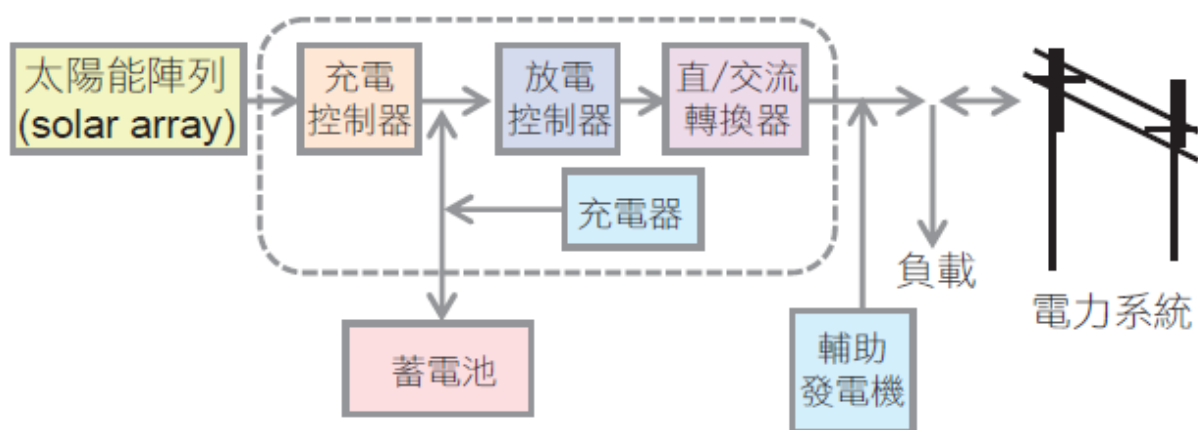 太陽能陣列
(solar array)
充電
控制器
放電
控制器
直/交流
轉換器
充電器
負載
電力系統
蓄電池
輔助
發電機